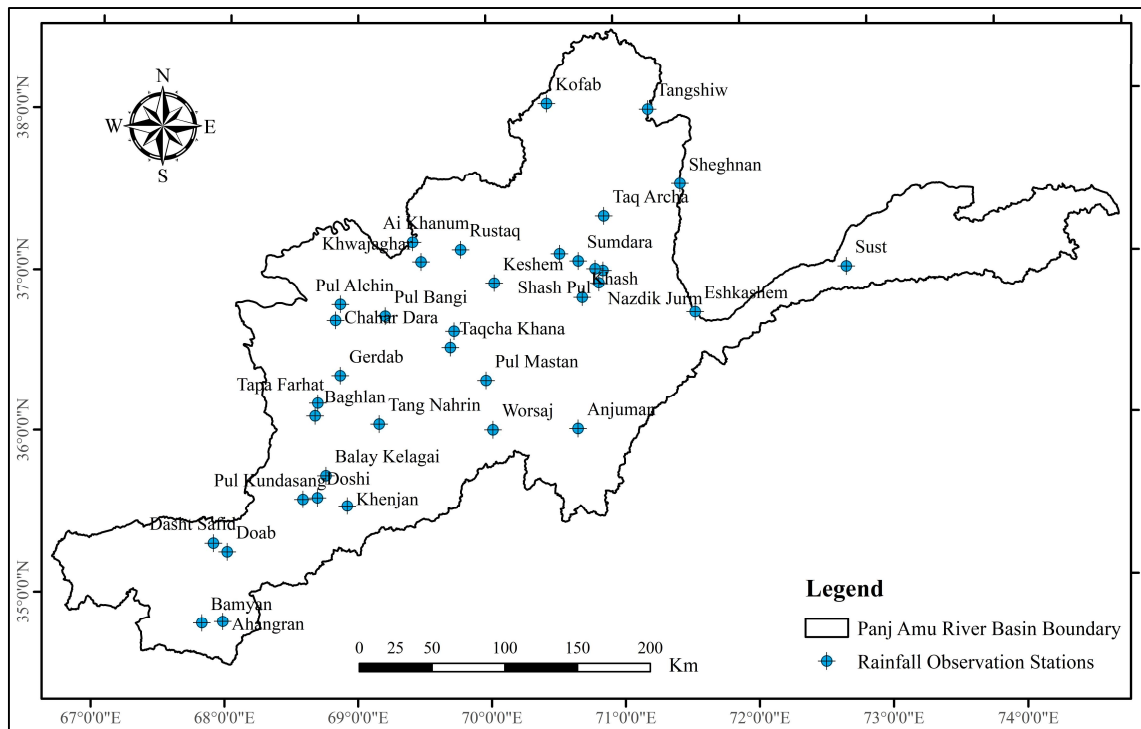 N
W
E
S
Kofab
Tangshiw
Sheghnan
Taq Archa
Ai Khanum
Rustaq
Khwajaghar
Sumdara
Sust
Keshem
Khash
Shash Pul
Nazdik Jurm
Eshkashem
Pul Alchin
Pul Bangi
Chahar Dara
Taqcha Khana
Gerdab
Pul Mastan
Tapa Farhat
Baghlan
Tang Nahrin
Worsaj
Anjuman
Balay Kelagai
Pul Kundasang
Doshi
Khenjan
Dasht Safid
Doab
Bamyan
Ahangran
38°0'0"N
37°0'0"N
36°0'0"N
35°0'0"N
0 25 50 100 150 200
Km
Legend
Panj Amu River Basin Boundary
Rainfall Observation Stations
67°0'0"E 68°0'0"E 69°0'0"E 70°0'0"E 71°0'0"E 72°0'0"E 73°0'0"E 74°0'0"E